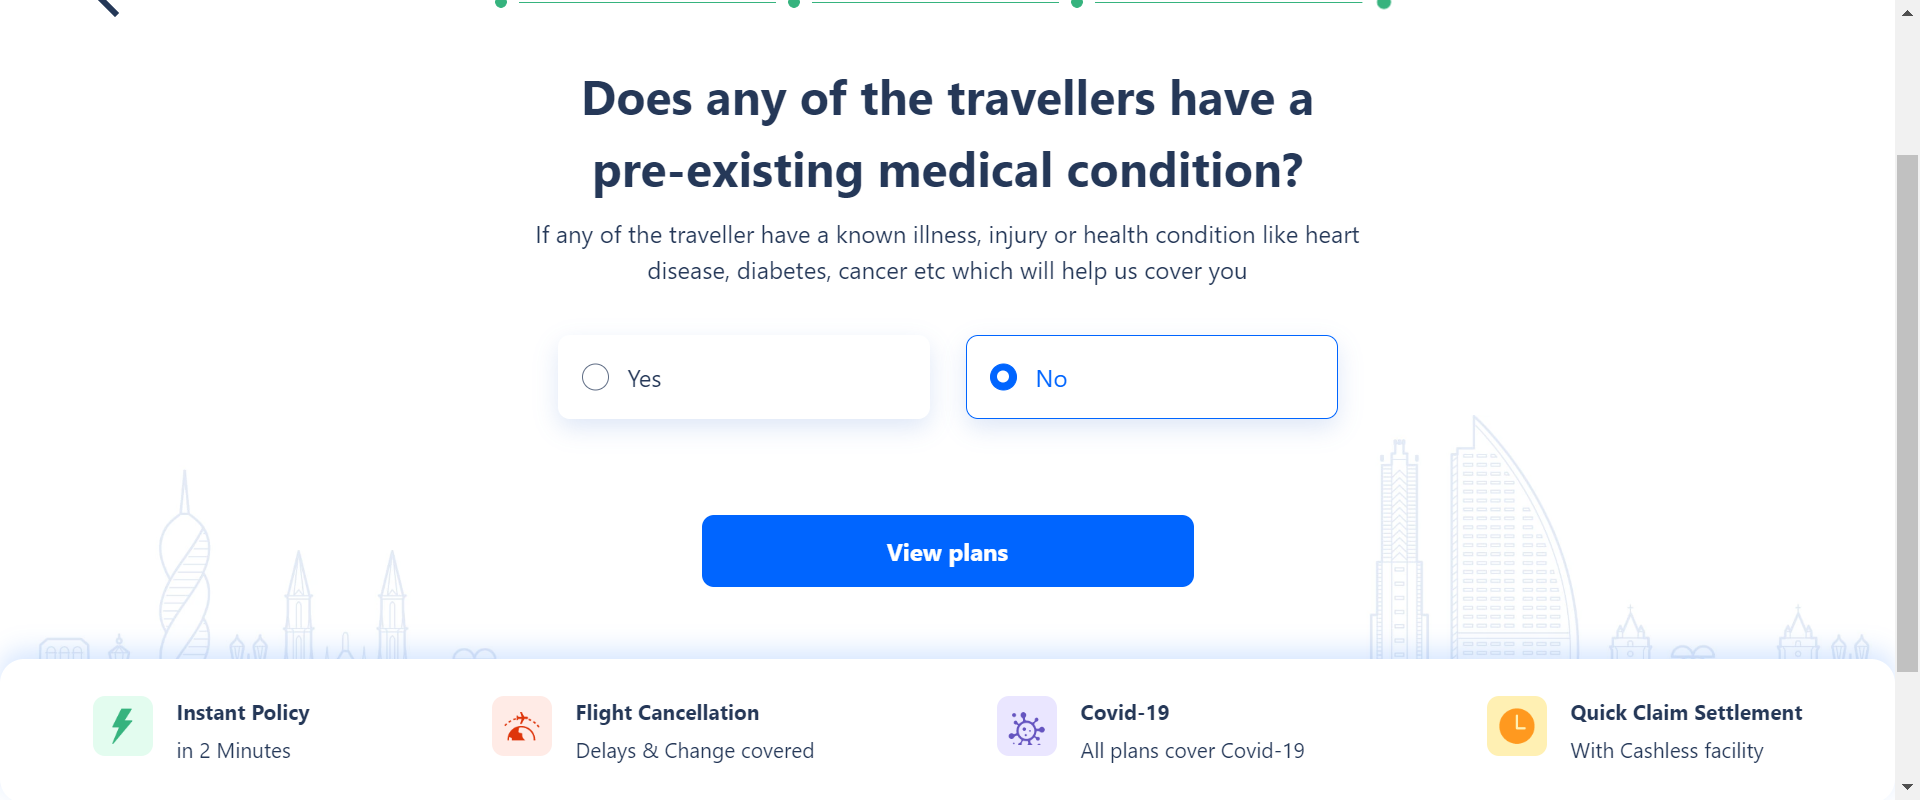 Does any of the travellers have a
pre-existing medical condition?
If any of the traveller have a known illness, injury or health condition like heart
disease, diabetes, cancer etc which will help us cover you
Yes
No
View plans
Instant Policy
in 2 Minutes
Flight Cancellation
Delays & Change covered
Covid-19
All plans cover Covid-19
Quick Claim Settlement
With Cashless facility